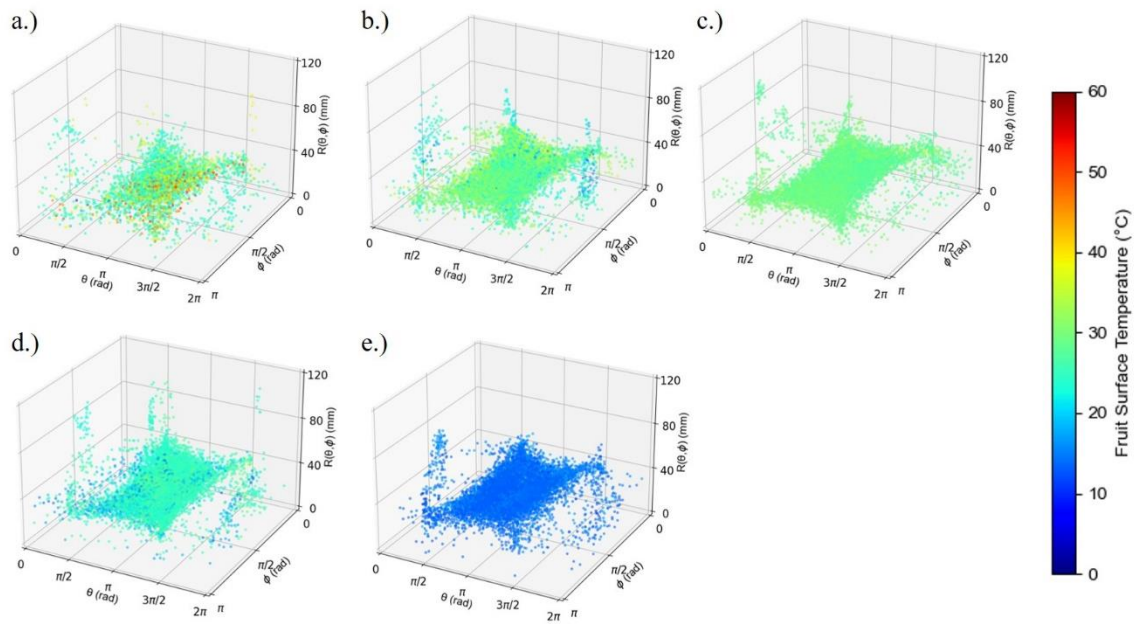 a.)
120
80
40
0
R(θ,ϕ) (mm)
0
π/2
π
3π/2
2π
θ (rad)
0
π/2
π
ϕ (rad)
b.)
120
80
40
0
R(θ,ϕ) (mm)
0
π/2
π
3π/2
2π
θ (rad)
0
π/2
π
ϕ (rad)
c.)
120
80
40
0
R(θ,ϕ) (mm)
0
π/2
π
3π/2
2π
θ (rad)
0
π/2
π
ϕ (rad)
60
50
40
30
20
10
0
Fruit Surface Temperature (°C)
d.)
120
80
40
0
R(θ,ϕ) (mm)
0
π/2
π
3π/2
2π
θ (rad)
0
π/2
π
ϕ (rad)
e.)
120
80
40
0
R(θ,ϕ) (mm)
0
π/2
π
3π/2
2π
θ (rad)
0
π/2
π
ϕ (rad)